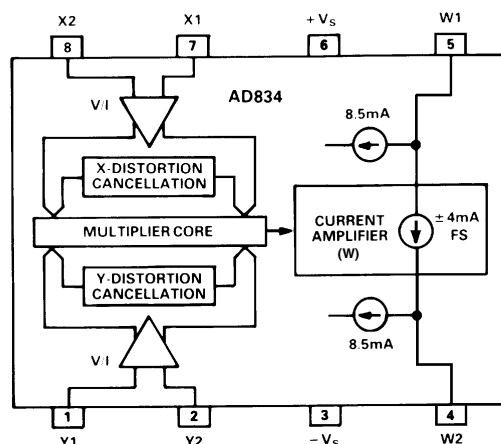 X2 X1 +VS W1
8 7 6 5
AD834
V/I
8.5mA
X-DISTORTION
CANCELLATION
MULTIPLIER CORE
CURRENT
AMPLIFIER
(W)
±4mA
FS
Y-DISTORTION
CANCELLATION
V/I
8.5mA
1 2 3 4
Y1 Y2 −VS W2